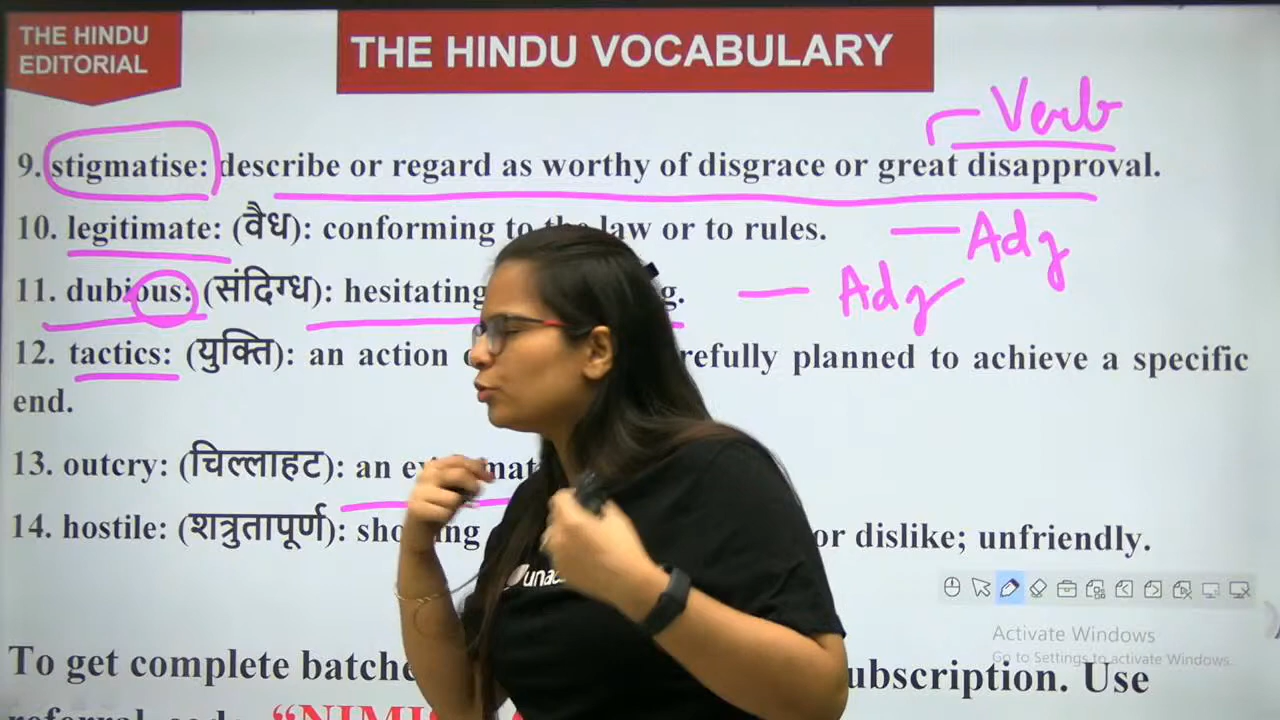 THE HINDU
EDITORIAL
THE HINDU VOCABULARY
Verb
9. stigmatise: describe or regard as worthy of disgrace or great disapproval.
10. legitimate: (वैध): conforming to the law or to rules.
Adj
11. dubious: (संदिग्ध): hesitating g.
Adj
12. tactics: (युक्ति): an action refully planned to achieve a specific
end.
13. outcry: (चिल्लाहट): an
14. hostile: (शत्रुतापूर्ण): or dislike; unfriendly.
Activate Windows
Go to Settings to activate Windows.
To get complete ubscription. Use